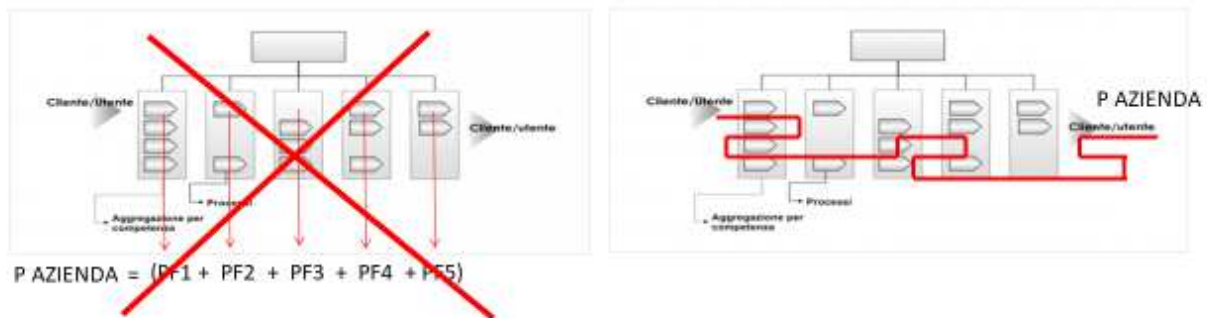 Cliente/Utente
Cliente/utente
Processi
Aggregazione per
competenza
P AZIENDA = (PF1 + PF2 + PF3 + PF4 + PF5)
Cliente/Utente
P AZIENDA
Cliente/utente
Processi
Aggregazione per
competenza